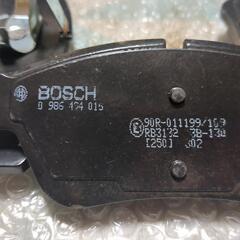 BOSCH
0 986 494 015
90R-011199/109
RB3132 3B-130
[250] 302